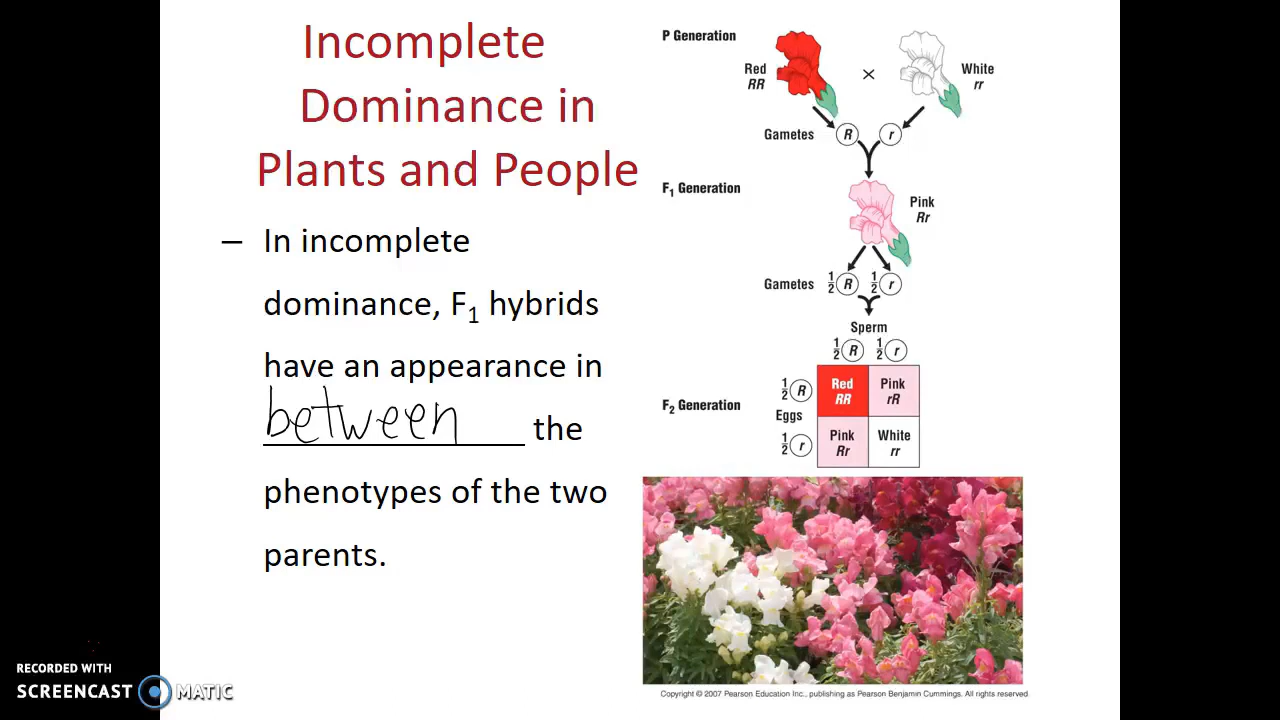 Incomplete
Dominance in
Plants and People
– In incomplete
dominance, F₁ hybrids
have an appearance in
between the
phenotypes of the two
parents.
P Generation
Red
RR
×
White
rr
Gametes R r
F₁ Generation
Pink
Rr
Gametes ½ R ½ r
Sperm
½ R ½ r
F₂ Generation
Eggs
½ R
½ r
Red
RR
Pink
rR
Pink
Rr
White
rr
Copyright © 2007 Pearson Education Inc., publishing as Pearson Benjamin Cummings. All rights reserved
RECORDED WITH
SCREENCAST MATIC